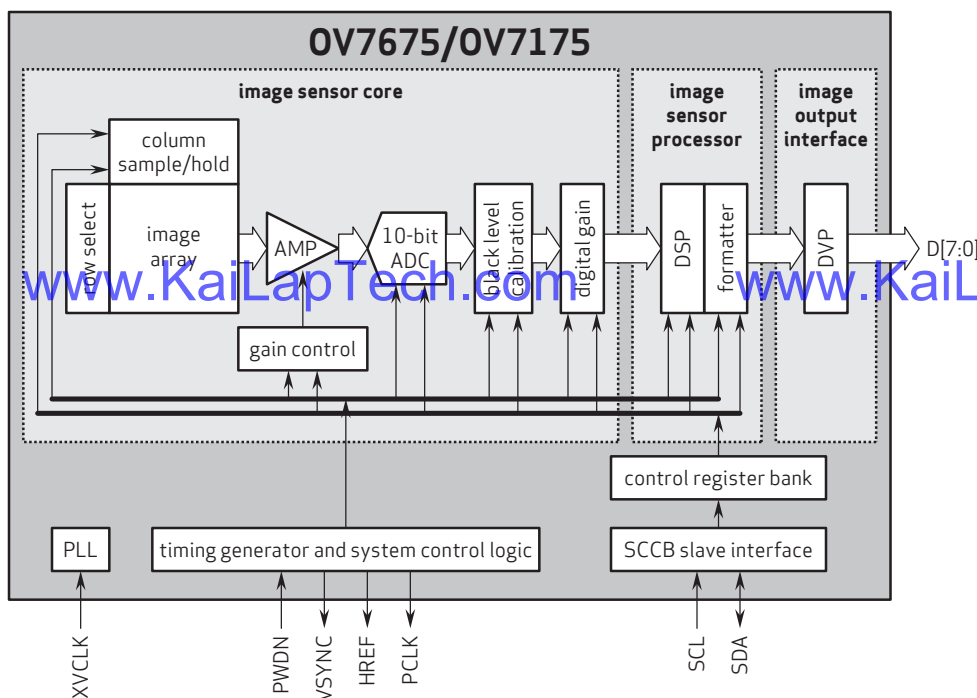 OV7675/OV7175
image sensor core
image
sensor
processor
image
output
interface
column
sample/hold
row select
image
array
AMP
10-bit
ADC
black level
calibration
digital gain
DSP
formatter
DVP
D[7:0]
www.KaiLapTech.com
www.KaiL
gain control
control register bank
PLL
timing generator and system control logic
SCCB slave interface
XVCLK
PWDN
VSYNC
HREF
PCLK
SCL
SDA